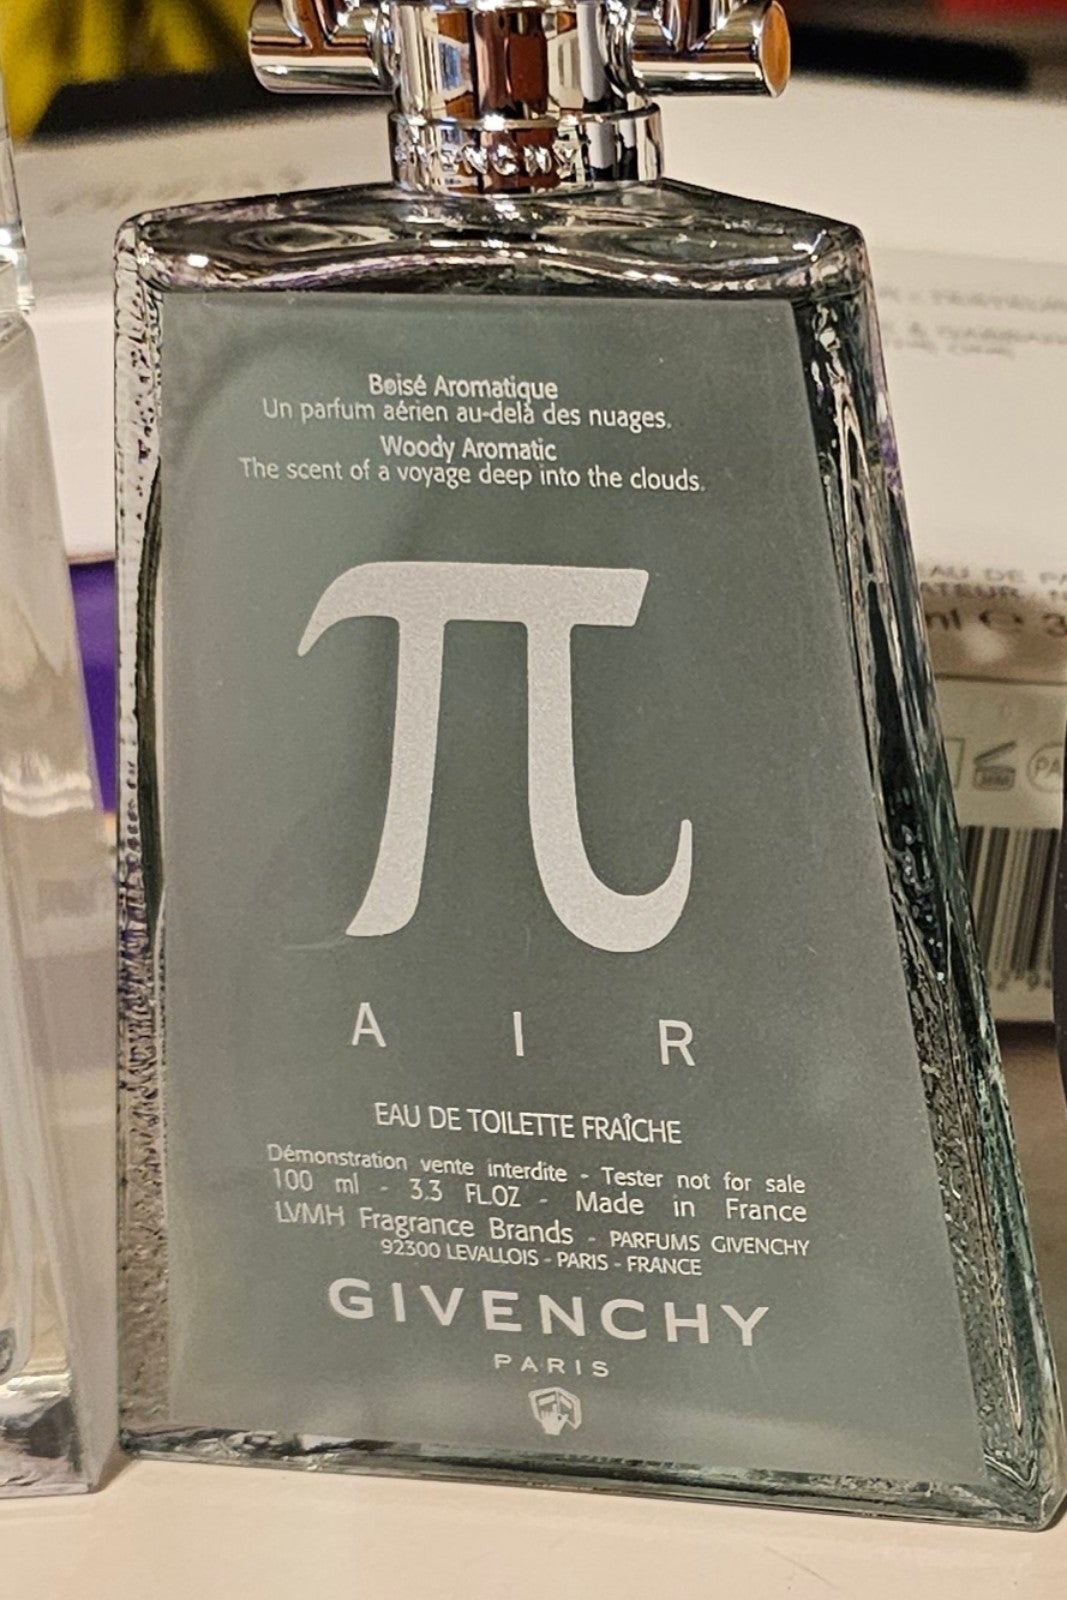 GIVENCHY
Boisé Aromatique
Un parfum aérien au-delà des nuages.
Woody Aromatic
The scent of a voyage deep into the clouds.
π
A I R
EAU DE TOILETTE FRAÎCHE
Démonstration vente interdite - Tester not for sale
100 ml - 3.3 FL.OZ - Made in France
LVMH Fragrance Brands - PARFUMS GIVENCHY
92300 LEVALLOIS - PARIS - FRANCE
GIVENCHY
PARIS
EAU DE